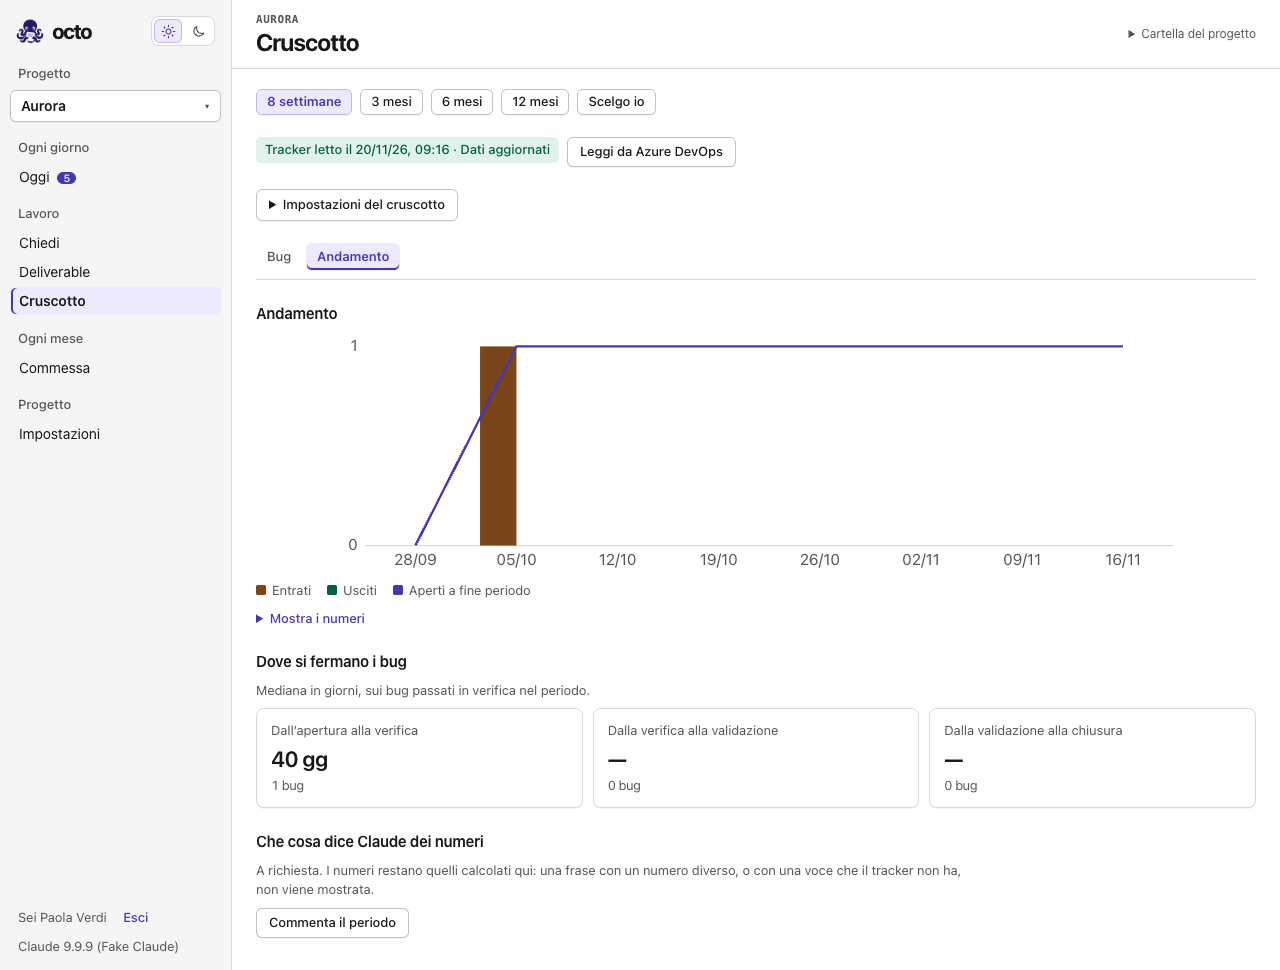 octo
Progetto
Aurora
Ogni giorno
Oggi 5
Lavoro
Chiedi
Deliverable
Cruscotto
Ogni mese
Commessa
Progetto
Impostazioni
Sei Paola Verdi Esci
Claude 9.9.9 (Fake Claude)
AURORA
Cruscotto
Cartella del progetto
8 settimane 3 mesi 6 mesi 12 mesi Scelgo io
Tracker letto il 20/11/26, 09:16 · Dati aggiornati Leggi da Azure DevOps
Impostazioni del cruscotto
Bug Andamento
Andamento
1
0
28/09 05/10 12/10 19/10 26/10 02/11 09/11 16/11
Entrati Usciti Aperti a fine periodo
Mostra i numeri
Dove si fermano i bug
Mediana in giorni, sui bug passati in verifica nel periodo.
Dall'apertura alla verifica
40 gg
1 bug
Dalla verifica alla validazione
—
0 bug
Dalla validazione alla chiusura
—
0 bug
Che cosa dice Claude dei numeri
A richiesta. I numeri restano quelli calcolati qui: una frase con un numero diverso, o con una voce che il tracker non ha,
non viene mostrata.
Commenta il periodo